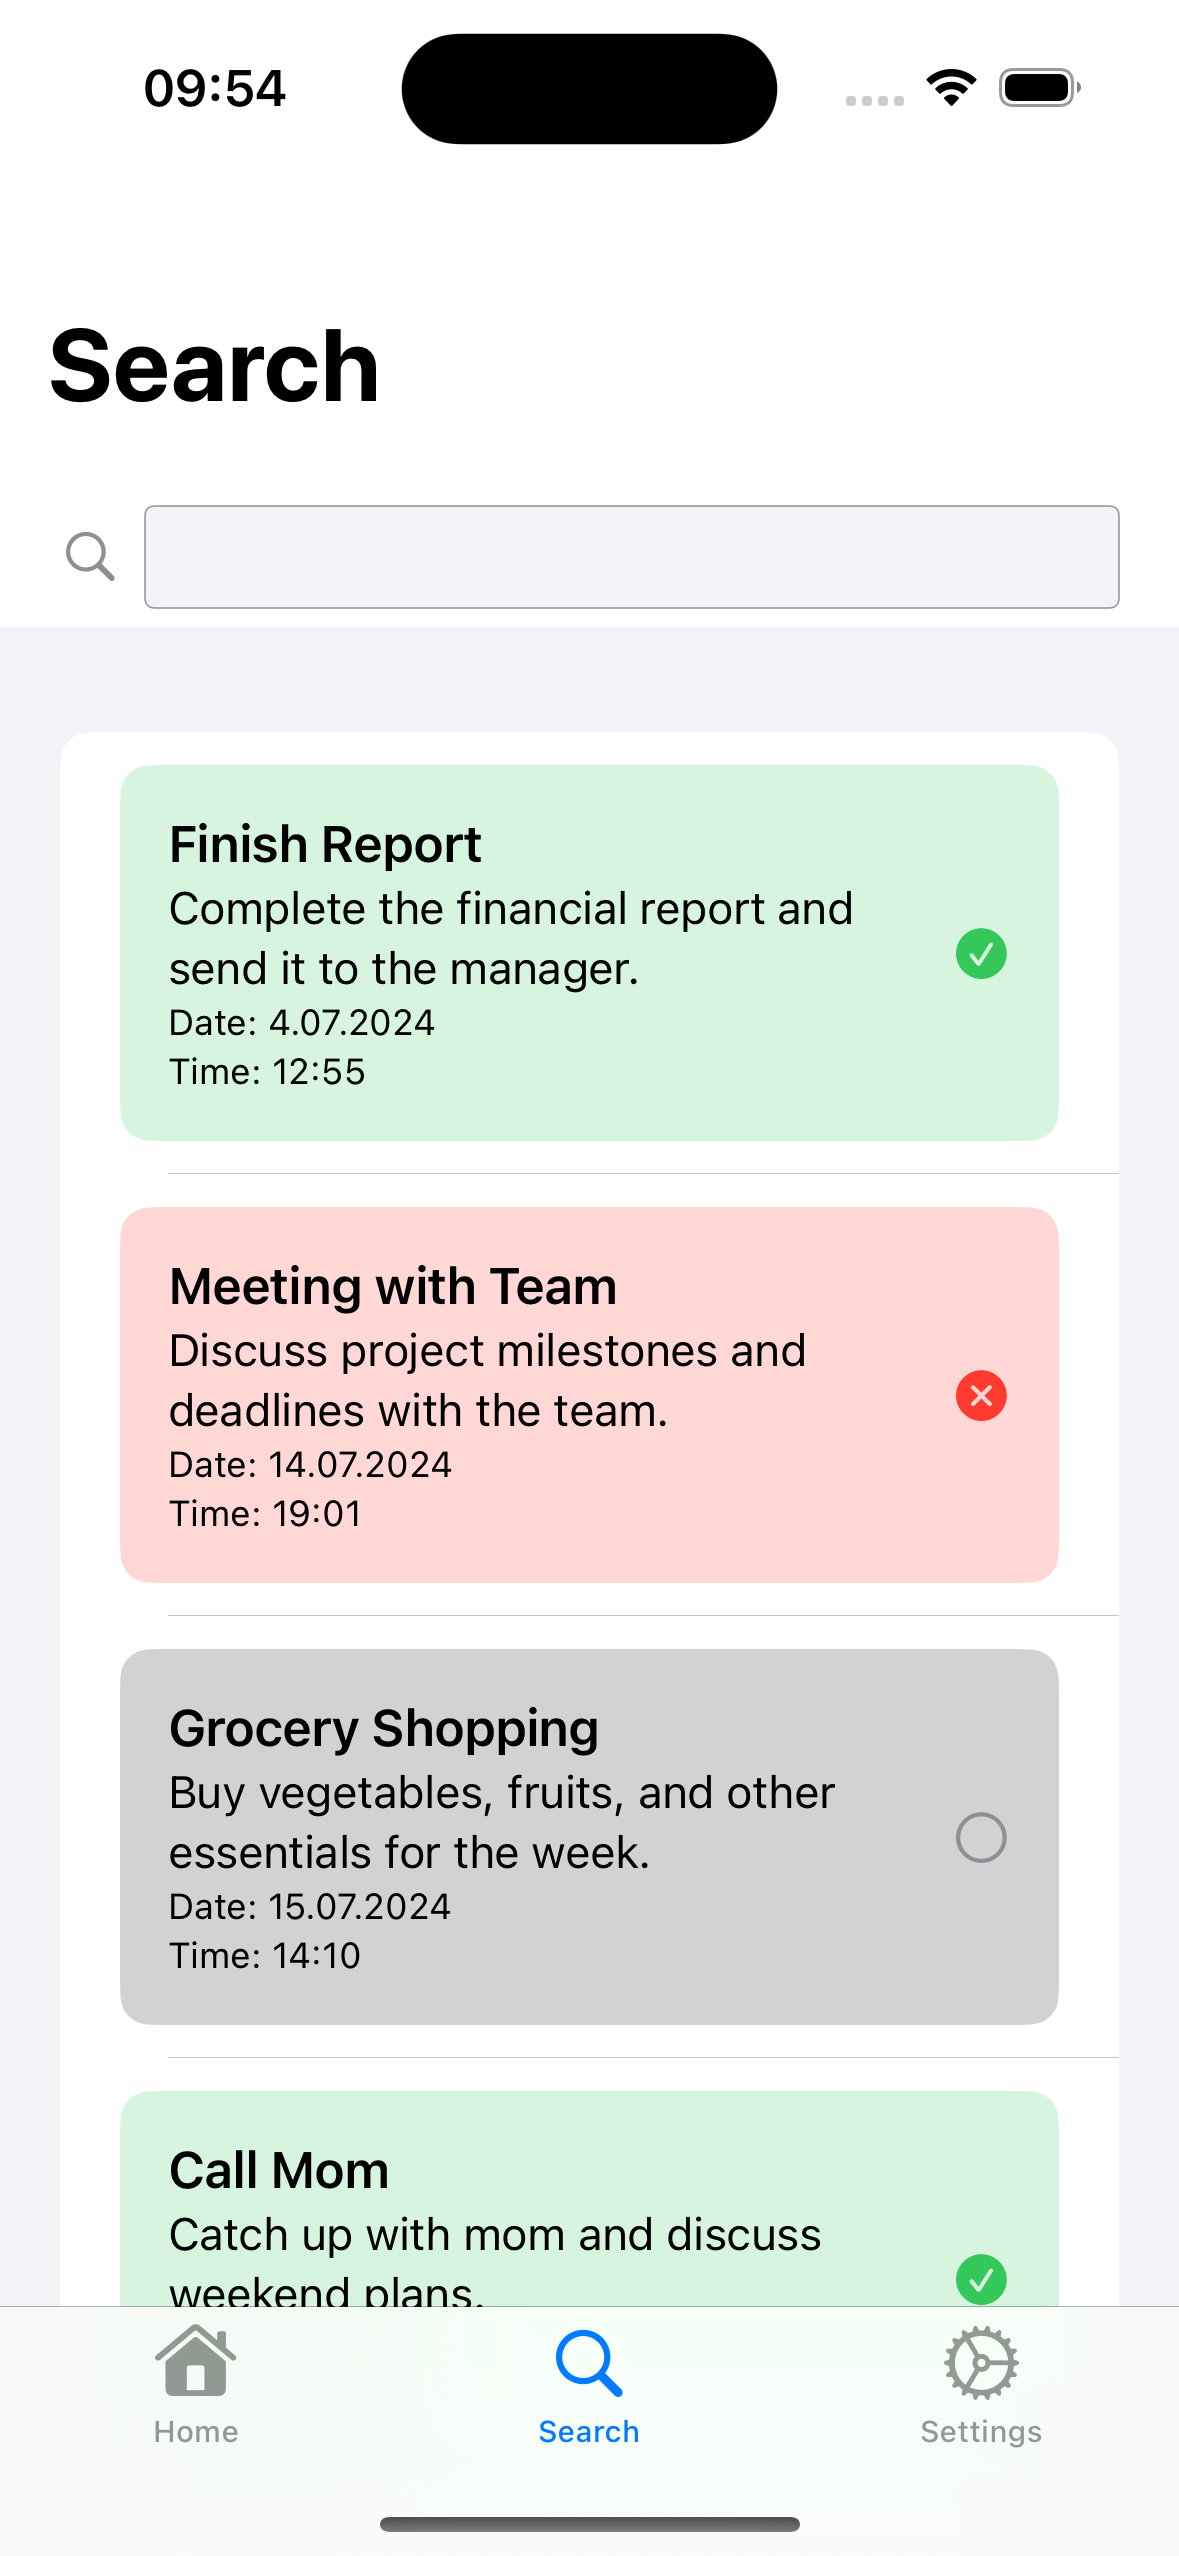 09:54
Search
Finish Report
Complete the financial report and
send it to the manager.
Date: 4.07.2024
Time: 12:55
Meeting with Team
Discuss project milestones and
deadlines with the team.
Date: 14.07.2024
Time: 19:01
Grocery Shopping
Buy vegetables, fruits, and other
essentials for the week.
Date: 15.07.2024
Time: 14:10
Call Mom
Catch up with mom and discuss
weekend plans.
Home
Search
Settings